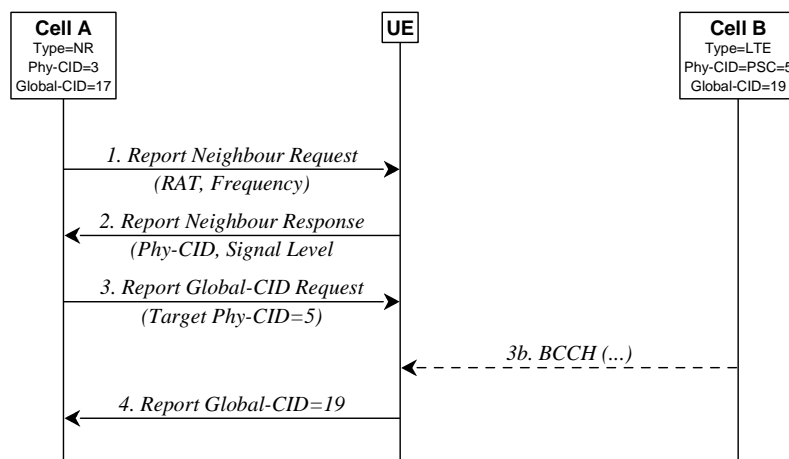 Cell A
Type=NR
Phy-CID=3
Global-CID=17
UE
Cell B
Type=LTE
Phy-CID=PSC=5
Global-CID=19
1. Report Neighbour Request
(RAT, Frequency)
2. Report Neighbour Response
(Phy-CID, Signal Level
3. Report Global-CID Request
(Target Phy-CID=5)
3b. BCCH (...)
4. Report Global-CID=19